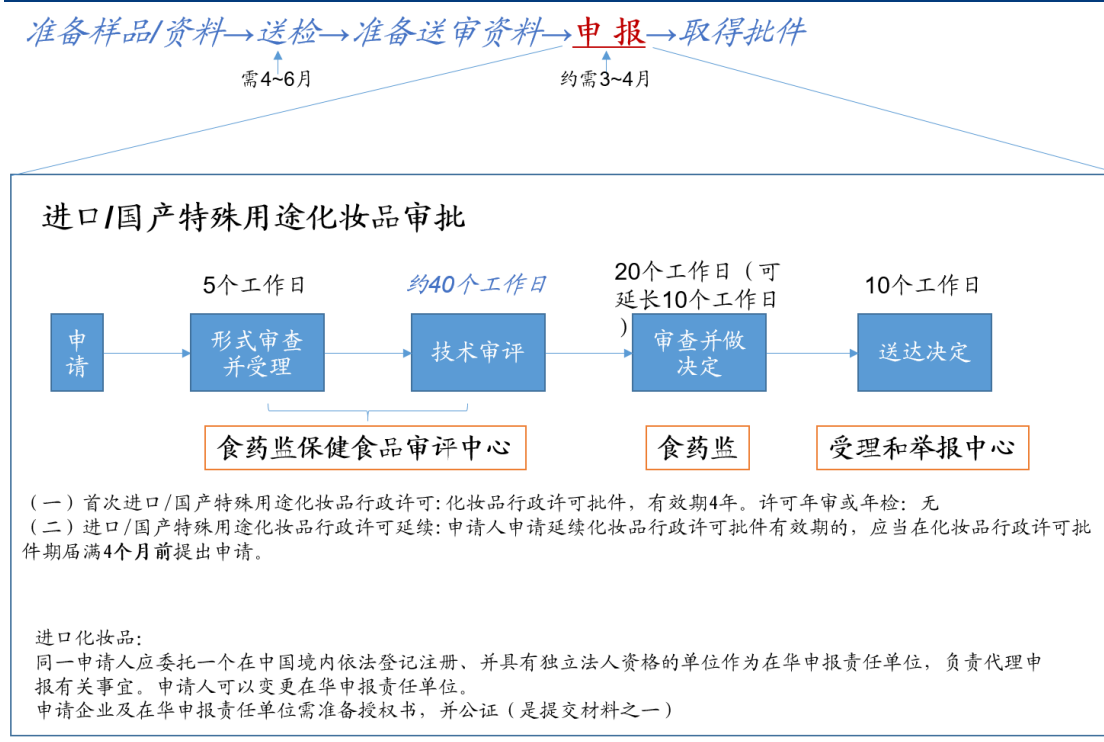 准备样品/资料→送检→准备送审资料→申 报→取得批件
需4~6月
约需3~4月
进口/国产特殊用途化妆品审批
5个工作日
约40个工作日
20个工作日（可
延长10个工作日
）
10个工作日
申
请
形式审查
并受理
技术审评
审查并做
决定
送达决定
食药监保健食品审评中心
食药监
受理和举报中心
（一）首次进口/国产特殊用途化妆品行政许可：化妆品行政许可批件，有效期4年。许可年审或年检：无
（二）进口/国产特殊用途化妆品行政许可延续：申请人申请延续化妆品行政许可批件有效期的，应当在化妆品行政许可批
件期届满4个月前提出申请。
进口化妆品：
同一申请人应委托一个在中国境内依法登记注册、并具有独立法人资格的单位作为在华申报责任单位，负责代理申
报有关事宜。申请人可以变更在华申报责任单位。
申请企业及在华申报责任单位需准备授权书，并公证（是提交材料之一）